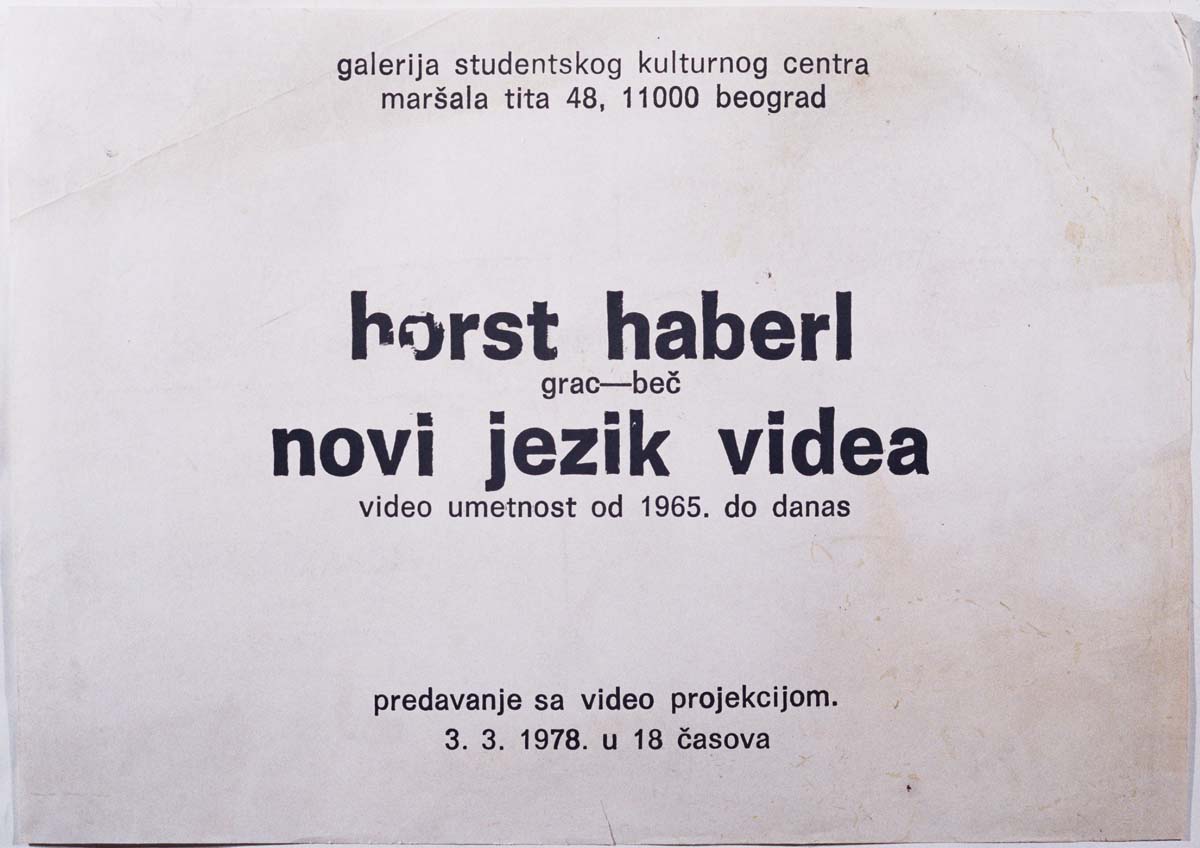 galerija studentskog kulturnog centra
maršala tita 48, 11000 beograd
horst haberl
grac—beč
novi jezik videa
video umetnost od 1965. do danas
predavanje sa video projekcijom.
3. 3. 1978. u 18 časova